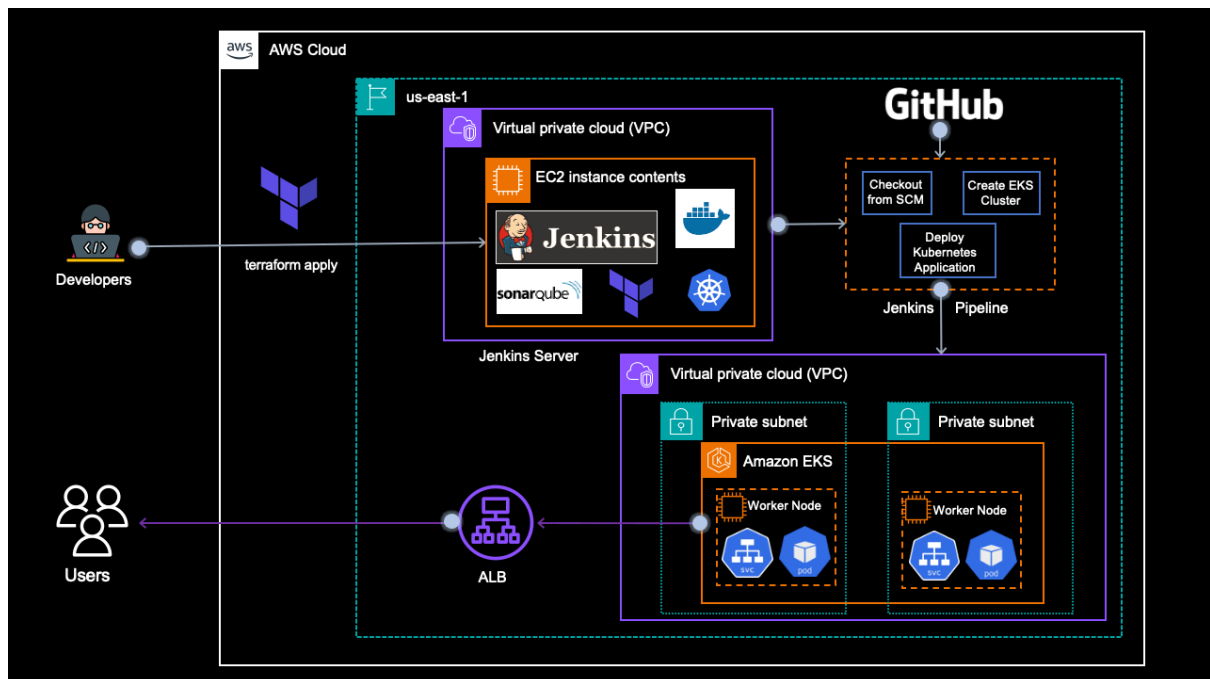 aws
AWS Cloud
us-east-1
GitHub
Virtual private cloud (VPC)
EC2 instance contents
Checkout
from SCM
Create EKS
Cluster
Jenkins
Deploy
Kubernetes
Application
</>
Developers
terraform apply
sonarqube
Jenkins Pipeline
Jenkins Server
Virtual private cloud (VPC)
Private subnet
Private subnet
K
Amazon EKS
Worker Node
Worker Node
svc
pod
svc
pod
Users
ALB